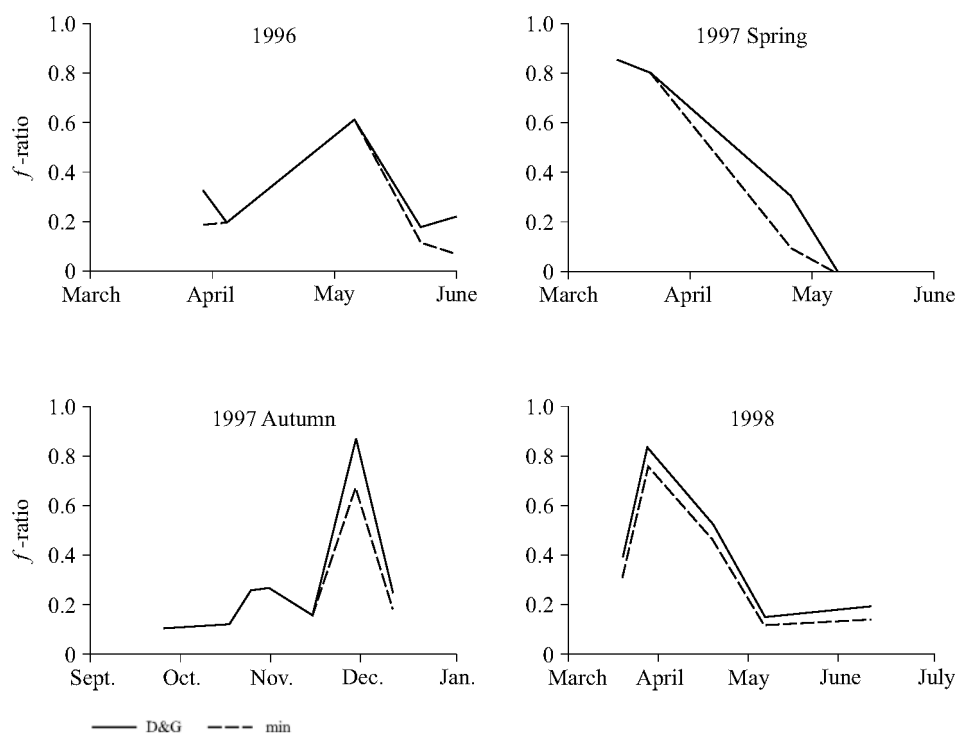 1996
1.0
0.8
0.6
0.4
0.2
0
f-ratio
March April May June
1997 Spring
1.0
0.8
0.6
0.4
0.2
0
March April May June
1997 Autumn
1.0
0.8
0.6
0.4
0.2
0
f-ratio
Sept. Oct. Nov. Dec. Jan.
1998
1.0
0.8
0.6
0.4
0.2
0
March April May June July
D&G min